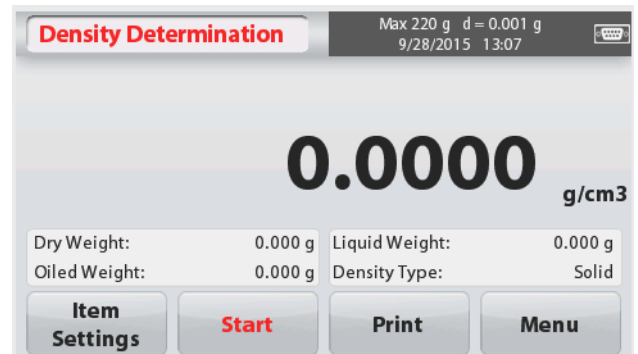 Density Determination
Max 220 g d = 0.001 g
9/28/2015 13:07
0.0000
g/cm3
Dry Weight: 0.000 g Liquid Weight: 0.000 g
Oiled Weight: 0.000 g Density Type: Solid
Item Settings
Start
Print
Menu